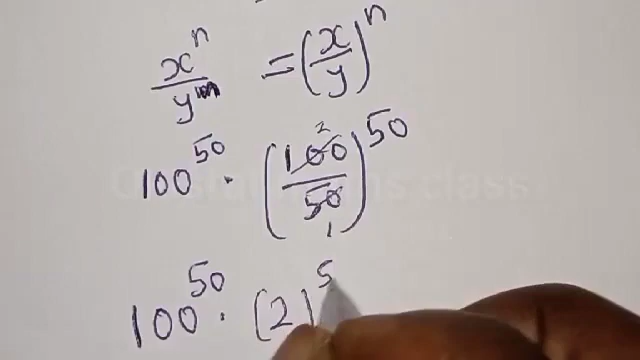 x^n / y^n = (x/y)^n
100^50 · (100/50)^50 2 1
100^50 · (2)^5